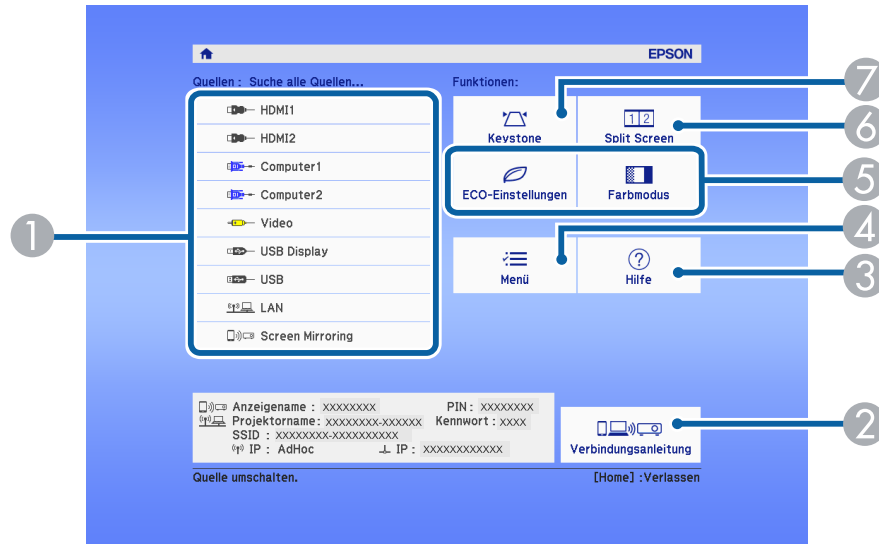 EPSON
Quellen : Suche alle Quellen...
HDMI1
HDMI2
Computer1
Computer2
Video
USB Display
USB
LAN
Screen Mirroring
Funktionen:
Keystone
1 2
Split Screen
ECO-Einstellungen
Farbmodus
Menü
?
Hilfe
Anzeigename : XXXXXXXX PIN : XXXXXXXX
Projektorname: XXXXXXXX-XXXXXX Kennwort : XXXX
SSID : XXXXXXXX-XXXXXXXXXX
IP : AdHoc IP : XXXXXXXXXXXX
Verbindungsanleitung
Quelle umschalten. [Home] :Verlassen
1
7
6
5
4
3
2